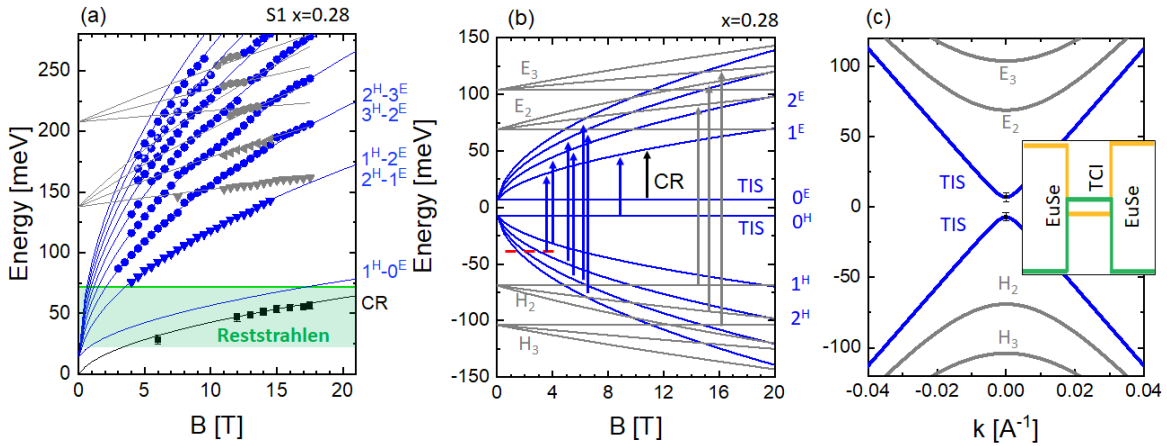 (a)
S1 x=0.28
Energy [meV]
250
200
150
100
50
0
0
5
10
15
20
B [T]
2ᴴ-3ᴱ
3ᴴ-2ᴱ
1ᴴ-2ᴱ
2ᴴ-1ᴱ
1ᴴ-0ᴱ
CR
Reststrahlen
(b)
x=0.28
Energy [meV]
150
100
50
0
-50
-100
-150
0
4
8
12
16
20
B [T]
E₃
E₂
2ᴱ
1ᴱ
CR
TIS
0ᴱ
TIS
0ᴴ
1ᴴ
H₂
2ᴴ
H₃
(c)
100
50
0
-50
-100
-0.04
-0.02
0.00
0.02
0.04
k [A⁻¹]
E₃
E₂
TIS
TIS
H₂
H₃
EuSe
TCI
EuSe